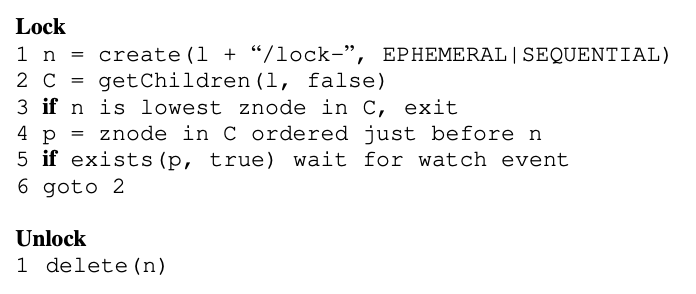 Lock
1 n = create(l + “/lock-”, EPHEMERAL|SEQUENTIAL)
2 C = getChildren(l, false)
3 if n is lowest znode in C, exit
4 p = znode in C ordered just before n
5 if exists(p, true) wait for watch event
6 goto 2
Unlock
1 delete(n)